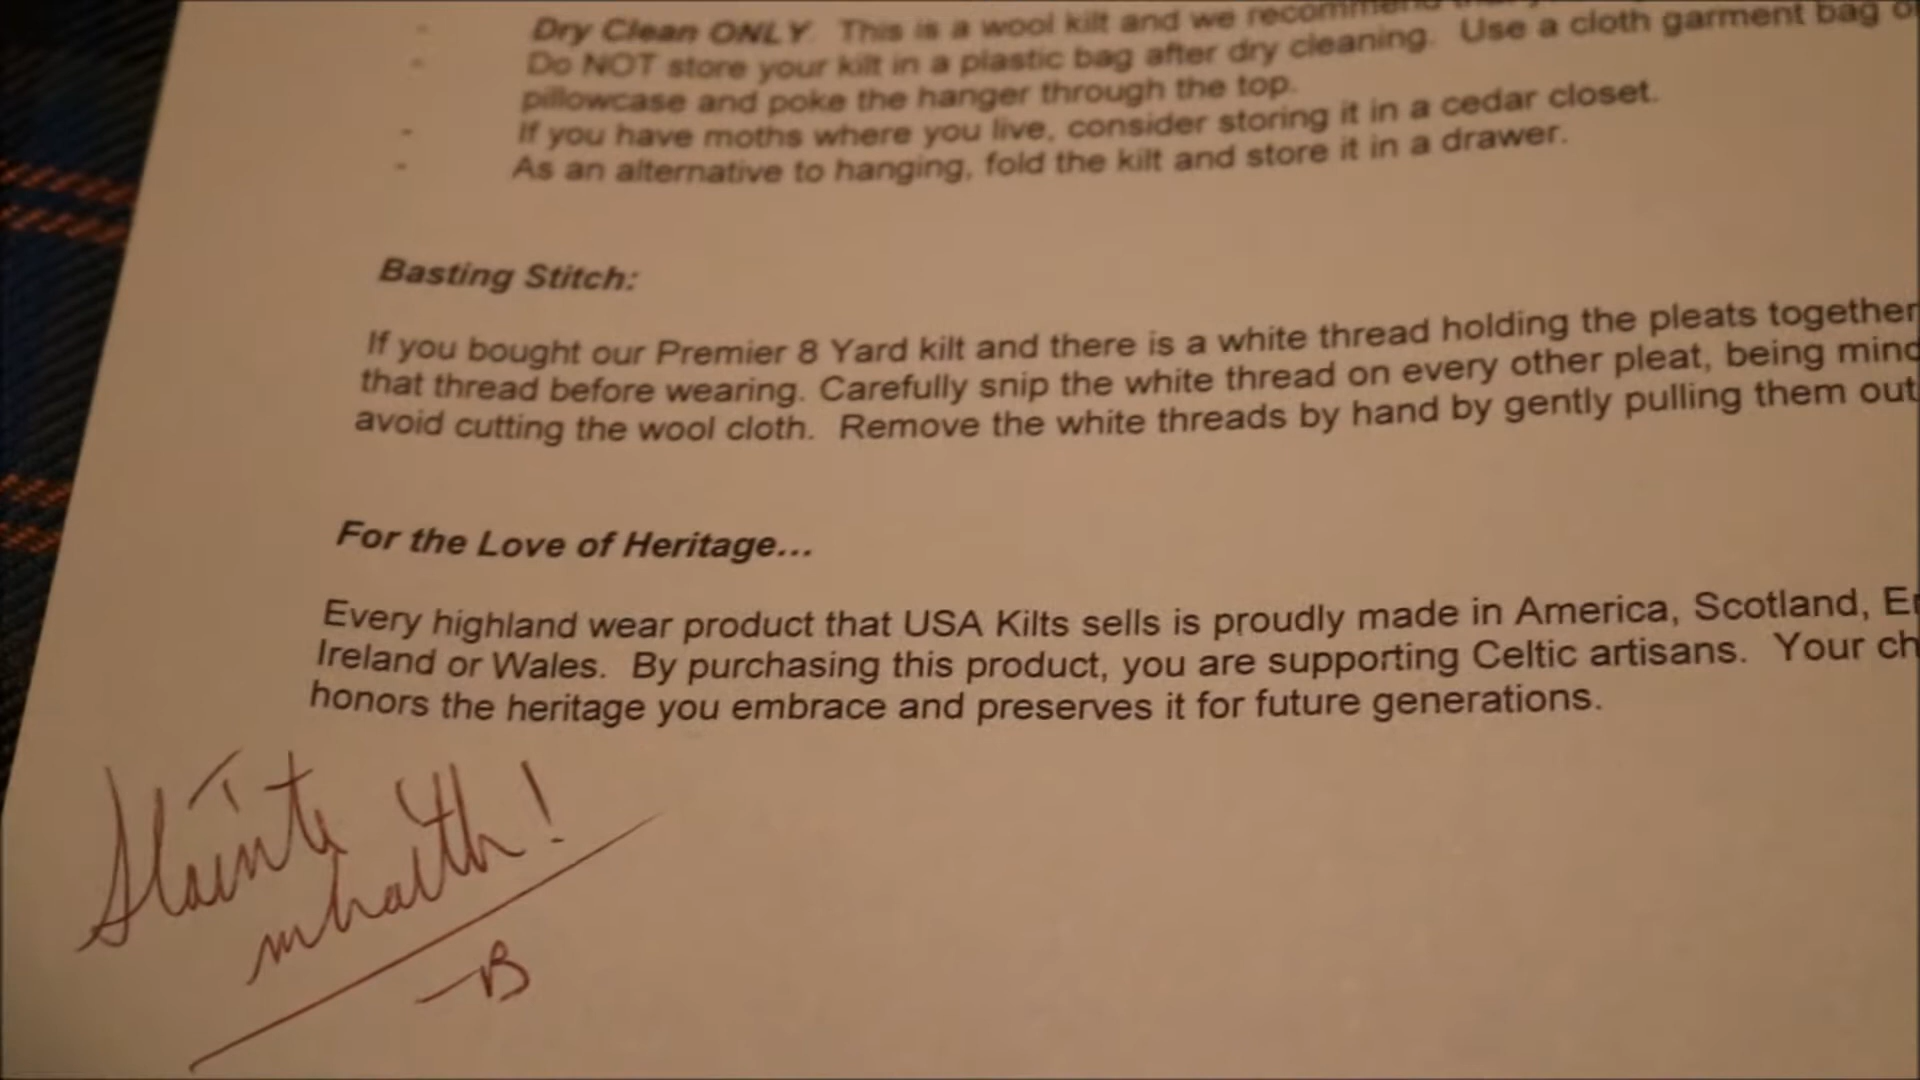 - Dry Clean ONLY. This is a wool kilt and we recommend
- Do NOT store your kilt in a plastic bag after dry cleaning. Use a cloth garment bag
pillowcase and poke the hanger through the top.
- If you have moths where you live, consider storing it in a cedar closet.
- As an alternative to hanging, fold the kilt and store it in a drawer.
Basting Stitch:
If you bought our Premier 8 Yard kilt and there is a white thread holding the pleats together
that thread before wearing. Carefully snip the white thread on every other pleat, being
avoid cutting the wool cloth. Remove the white threads by hand by gently pulling them out
For the Love of Heritage...
Every highland wear product that USA Kilts sells is proudly made in America, Scotland,
Ireland or Wales. By purchasing this product, you are supporting Celtic artisans. Your
honors the heritage you embrace and preserves it for future generations.
Sláinte
mhaith!
-B